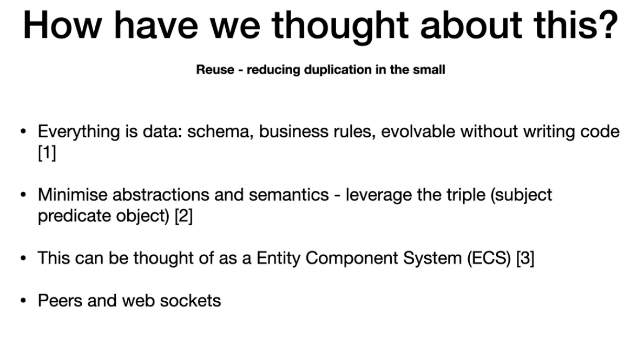 How have we thought about this?
Reuse - reducing duplication in the small
• Everything is data: schema, business rules, evolvable without writing code
[1]
• Minimise abstractions and semantics - leverage the triple (subject
predicate object) [2]
• This can be thought of as a Entity Component System (ECS) [3]
• Peers and web sockets